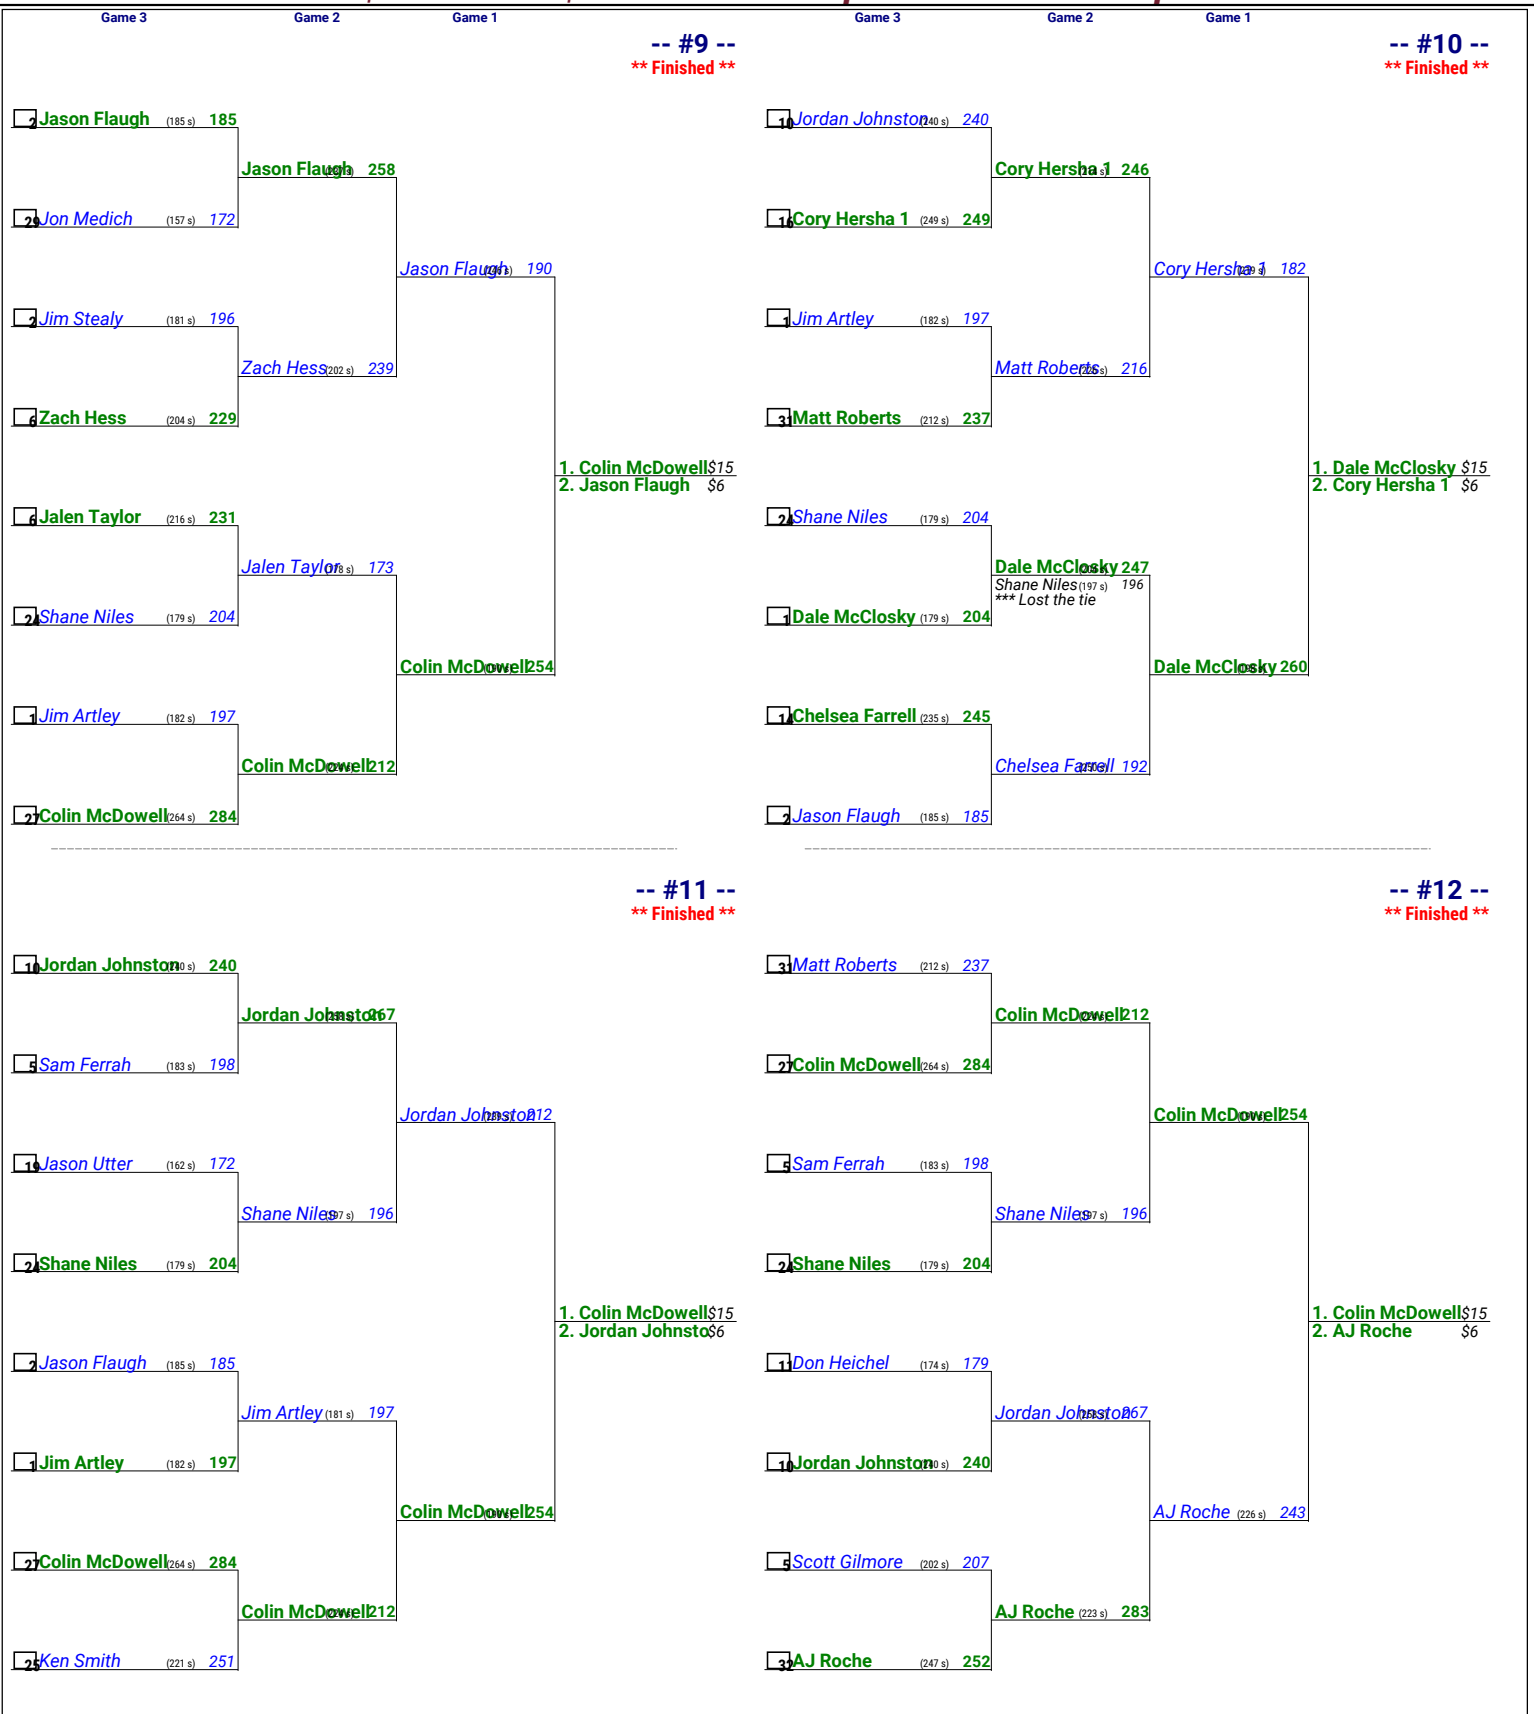 Game 3 Game 2 Game 1
-- #9 --
** Finished **
2 Jason Flaugh (185 s) 185
Jason Flaugh 258
29 Jon Medich (157 s) 172
Jason Flaugh 190
2 Jim Stealy (181 s) 196
Zach Hess (202 s) 239
6 Zach Hess (204 s) 229
1. Colin McDowell $15
2. Jason Flaugh $6
6 Jalen Taylor (216 s) 231
Jalen Taylor 173
24 Shane Niles (179 s) 204
Colin McDowell 254
1 Jim Artley (182 s) 197
Colin McDowell 212
27 Colin McDowell (264 s) 284
Game 3 Game 2 Game 1
-- #10 --
** Finished **
10 Jordan Johnston (240 s) 240
Cory Hersha 1 246
16 Cory Hersha 1 (249 s) 249
Cory Hersha 1 182
1 Jim Artley (182 s) 197
Matt Roberts 216
31 Matt Roberts (212 s) 237
1. Dale McClosky $15
2. Cory Hersha 1 $6
24 Shane Niles (179 s) 204
Dale McClosky 247
Shane Niles (197 s) 196
*** Lost the tie
1 Dale McClosky (179 s) 204
Dale McClosky 260
14 Chelsea Farrell (235 s) 245
Chelsea Farrell 192
2 Jason Flaugh (185 s) 185
-- #11 --
** Finished **
10 Jordan Johnston (240 s) 240
Jordan Johnston 267
5 Sam Ferrah (183 s) 198
Jordan Johnston 212
19 Jason Utter (162 s) 172
Shane Niles (197 s) 196
24 Shane Niles (179 s) 204
1. Colin McDowell $15
2. Jordan Johnsto $6
2 Jason Flaugh (185 s) 185
Jim Artley (181 s) 197
1 Jim Artley (182 s) 197
Colin McDowell 254
27 Colin McDowell (264 s) 284
Colin McDowell 212
25 Ken Smith (221 s) 251
-- #12 --
** Finished **
31 Matt Roberts (212 s) 237
Colin McDowell 212
27 Colin McDowell (264 s) 284
Colin McDowell 254
5 Sam Ferrah (183 s) 198
Shane Niles (197 s) 196
24 Shane Niles (179 s) 204
1. Colin McDowell $15
2. AJ Roche $6
11 Don Heichel (174 s) 179
Jordan Johnston 267
10 Jordan Johnston (240 s) 240
AJ Roche (226 s) 243
5 Scott Gilmore (202 s) 207
AJ Roche (223 s) 283
32 AJ Roche (247 s) 252